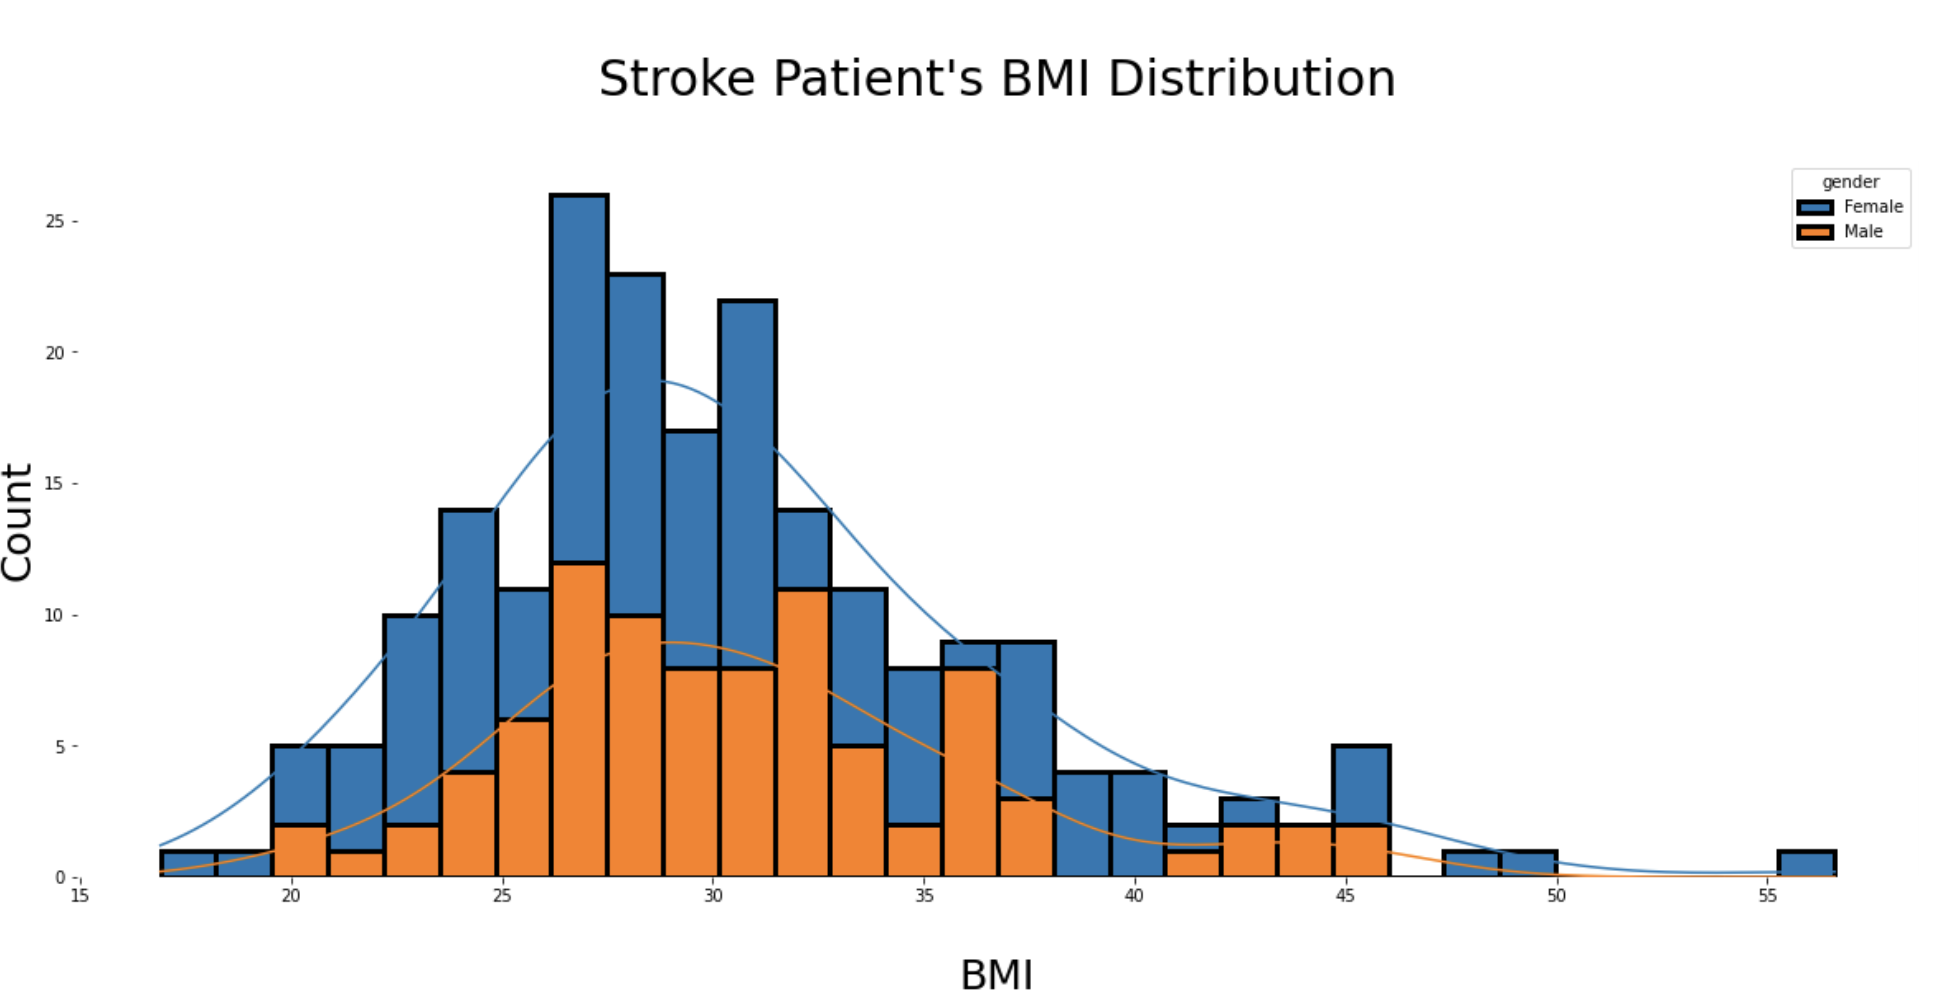 Stroke Patient's BMI Distribution
gender
Female
Male
Count
25
20
15
10
5
0
15 20 25 30 35 40 45 50 55
BMI